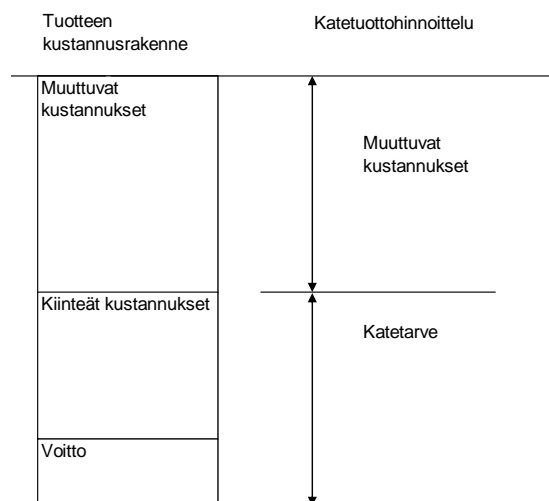 Tuotteen
kustannusrakenne
Katetuottohinnoittelu
Muuttuvat
kustannukset
Muuttuvat
kustannukset
Kiinteät kustannukset
Katetarve
Voitto